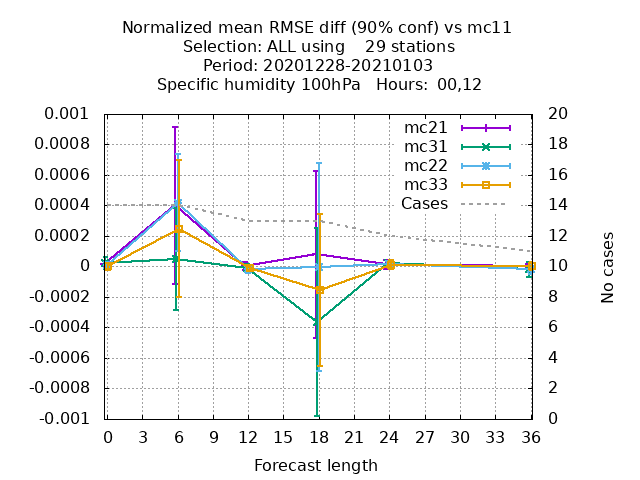 Normalized mean RMSE diff (90% conf) vs mc11
Selection: ALL using    29 stations
Period: 20201228-20210103
Specific humidity 100hPa   Hours:  00,12
0.001
0.0008
0.0006
0.0004
0.0002
0
-0.0002
-0.0004
-0.0006
-0.0008
-0.001
mc21
mc31
mc22
mc33
Cases
20
18
16
14
12
10
8
6
4
2
0
No cases
0 3 6 9 12 15 18 21 24 27 30 33 36
Forecast length